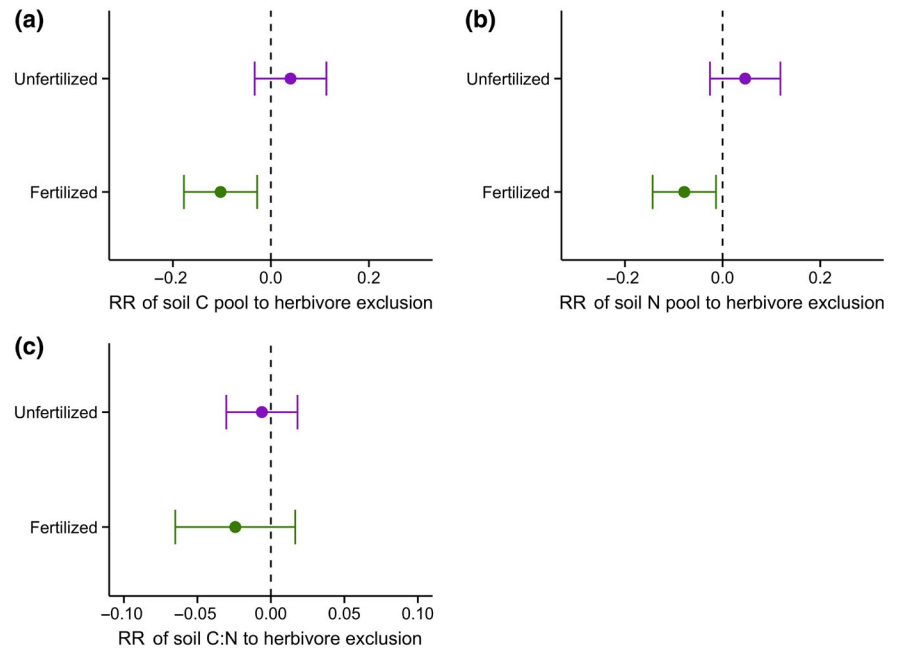 (a)
Unfertilized
Fertilized
−0.2 0.0 0.2
RR of soil C pool to herbivore exclusion
(b)
Unfertilized
Fertilized
−0.2 0.0 0.2
RR of soil N pool to herbivore exclusion
(c)
Unfertilized
Fertilized
−0.10 −0.05 0.00 0.05 0.10
RR of soil C:N to herbivore exclusion